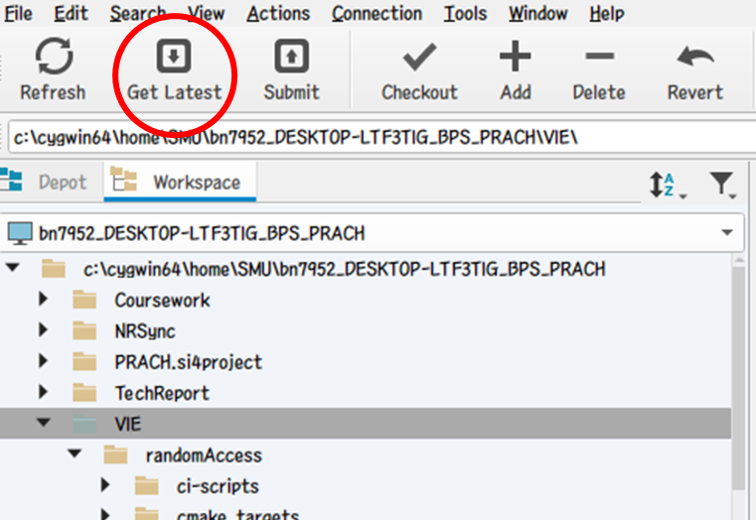 File Edit Search View Actions Connection Tools Window Help
Refresh Get Latest Submit Checkout Add Delete Revert
c:\cygwin64\home\SMU\bn7952_DESKTOP-LTF3TIG_BPS_PRACH\VIE\
Depot Workspace
bn7952_DESKTOP-LTF3TIG_BPS_PRACH
c:\cygwin64\home\SMU\bn7952_DESKTOP-LTF3TIG_BPS_PRACH
Coursework
NRSync
PRACH.si4project
TechReport
VIE
randomAccess
ci-scripts
cmake_targets